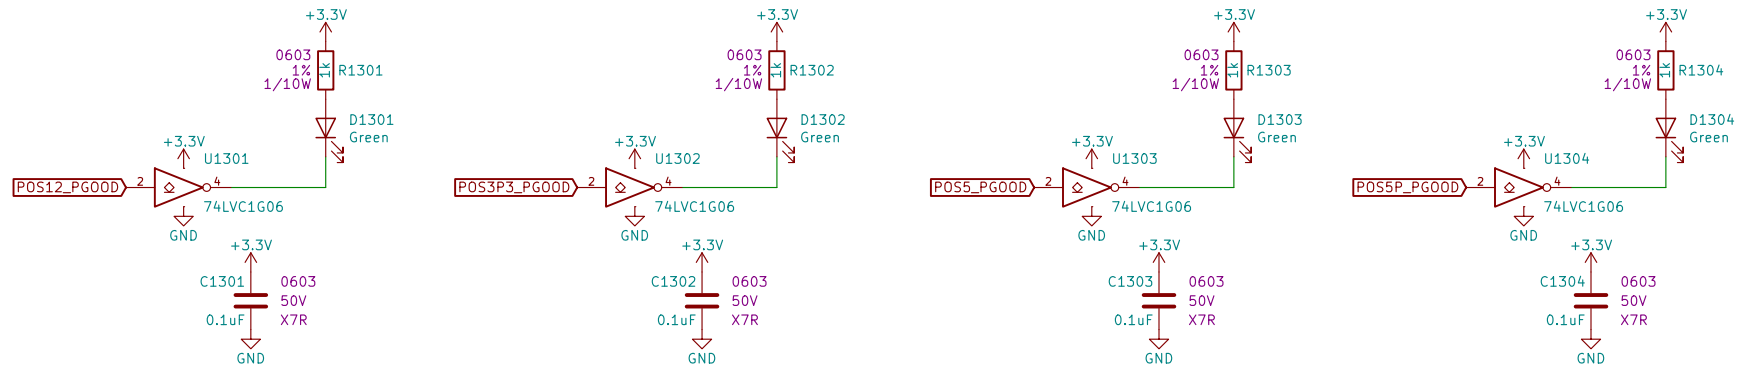 +3.3V
0603
1%
1/10W
1k
R1301
D1301
Green
+3.3V
U1301
POS12_PGOOD
2
4
74LVC1G06
GND
+3.3V
C1301
0603
50V
0.1uF
X7R
GND
+3.3V
0603
1%
1/10W
1k
R1302
D1302
Green
+3.3V
U1302
POS3P3_PGOOD
2
4
74LVC1G06
GND
+3.3V
C1302
0603
50V
0.1uF
X7R
GND
+3.3V
0603
1%
1/10W
1k
R1303
D1303
Green
+3.3V
U1303
POS5_PGOOD
2
4
74LVC1G06
GND
+3.3V
C1303
0603
50V
0.1uF
X7R
GND
+3.3V
0603
1%
1/10W
1k
R1304
D1304
Green
+3.3V
U1304
POS5P_PGOOD
2
4
74LVC1G06
GND
+3.3V
C1304
0603
50V
0.1uF
X7R
GND